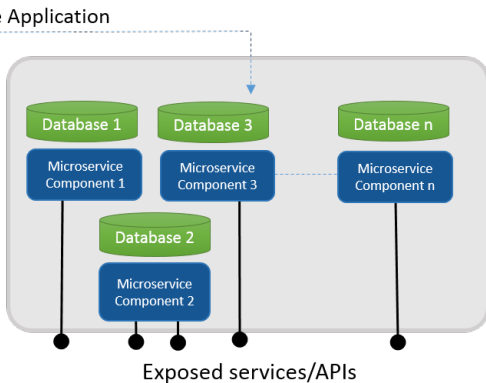 Application
Database 1
Database 3
Database n
Microservice
Component 1
Microservice
Component 3
Microservice
Component n
Database 2
Microservice
Component 2
Exposed services/APIs